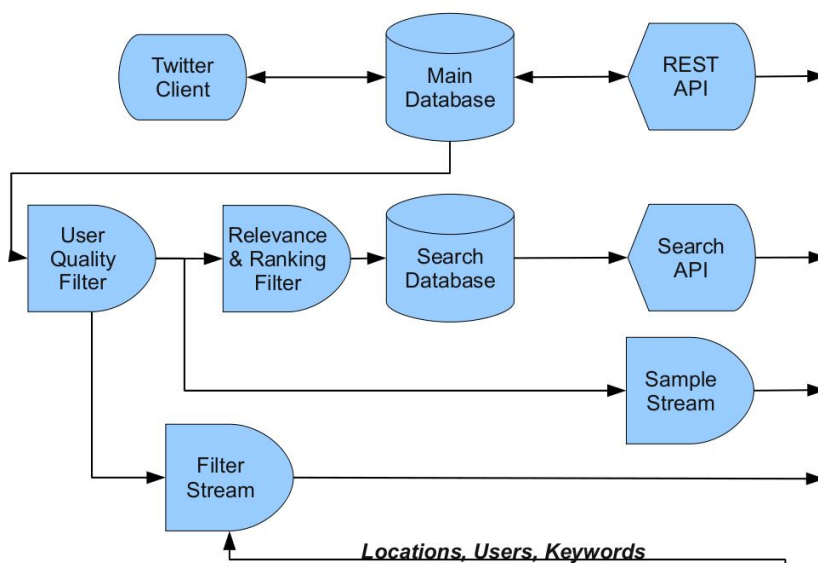 Twitter
Client
Main
Database
REST
API
User
Quality
Filter
Relevance
& Ranking
Filter
Search
Database
Search
API
Sample
Stream
Filter
Stream
Locations, Users, Keywords